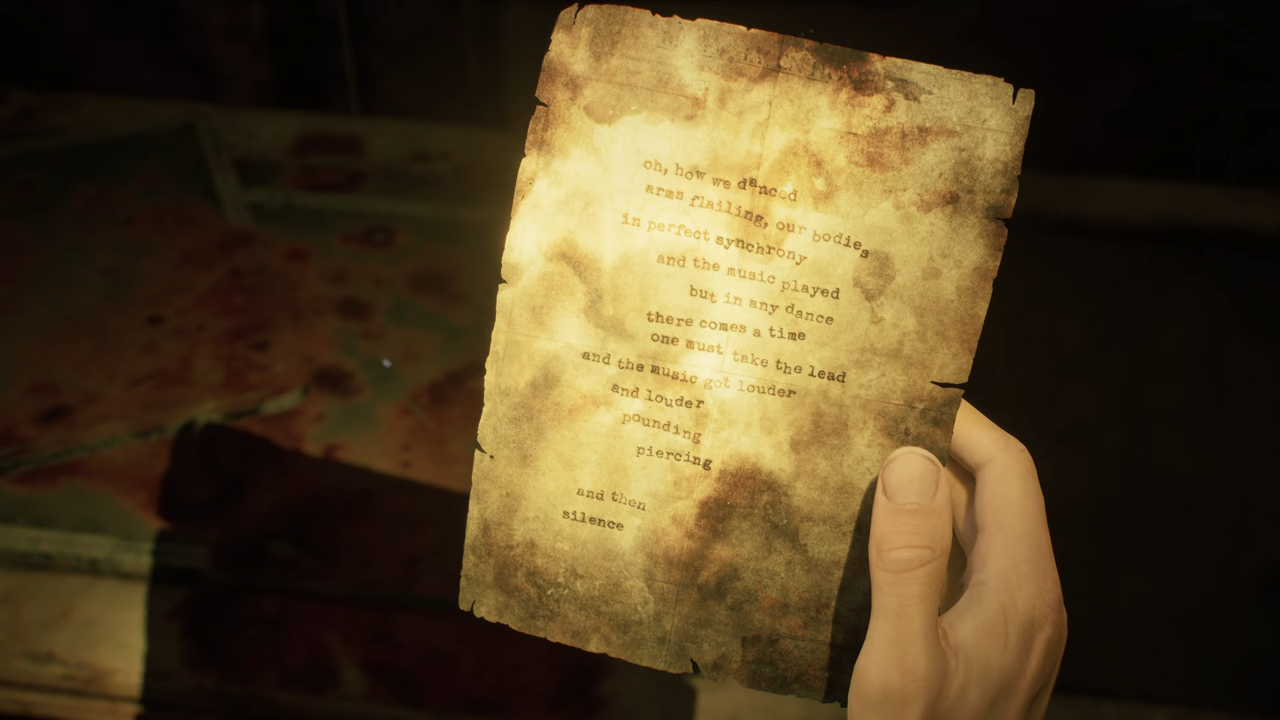 oh, how we danced
arms flailing, our bodies
in perfect synchrony
and the music played
but in any dance
there comes a time
one must take the lead
and the music got louder
and louder
pounding
piercing
and then
silence